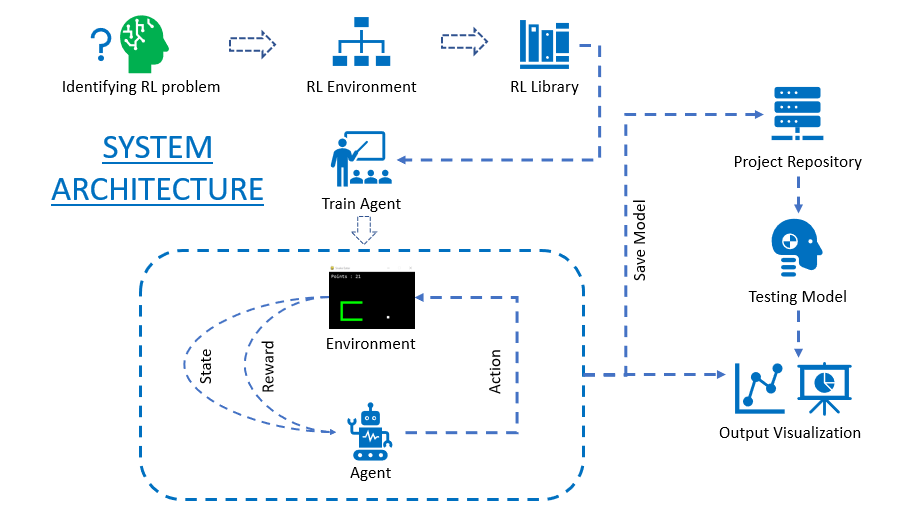 ?
Identifying RL problem
RL Environment
RL Library
SYSTEM
ARCHITECTURE
Train Agent
Project Repository
Save Model
Testing Model
Points : 21
Environment
State
Reward
Action
Agent
Output Visualization